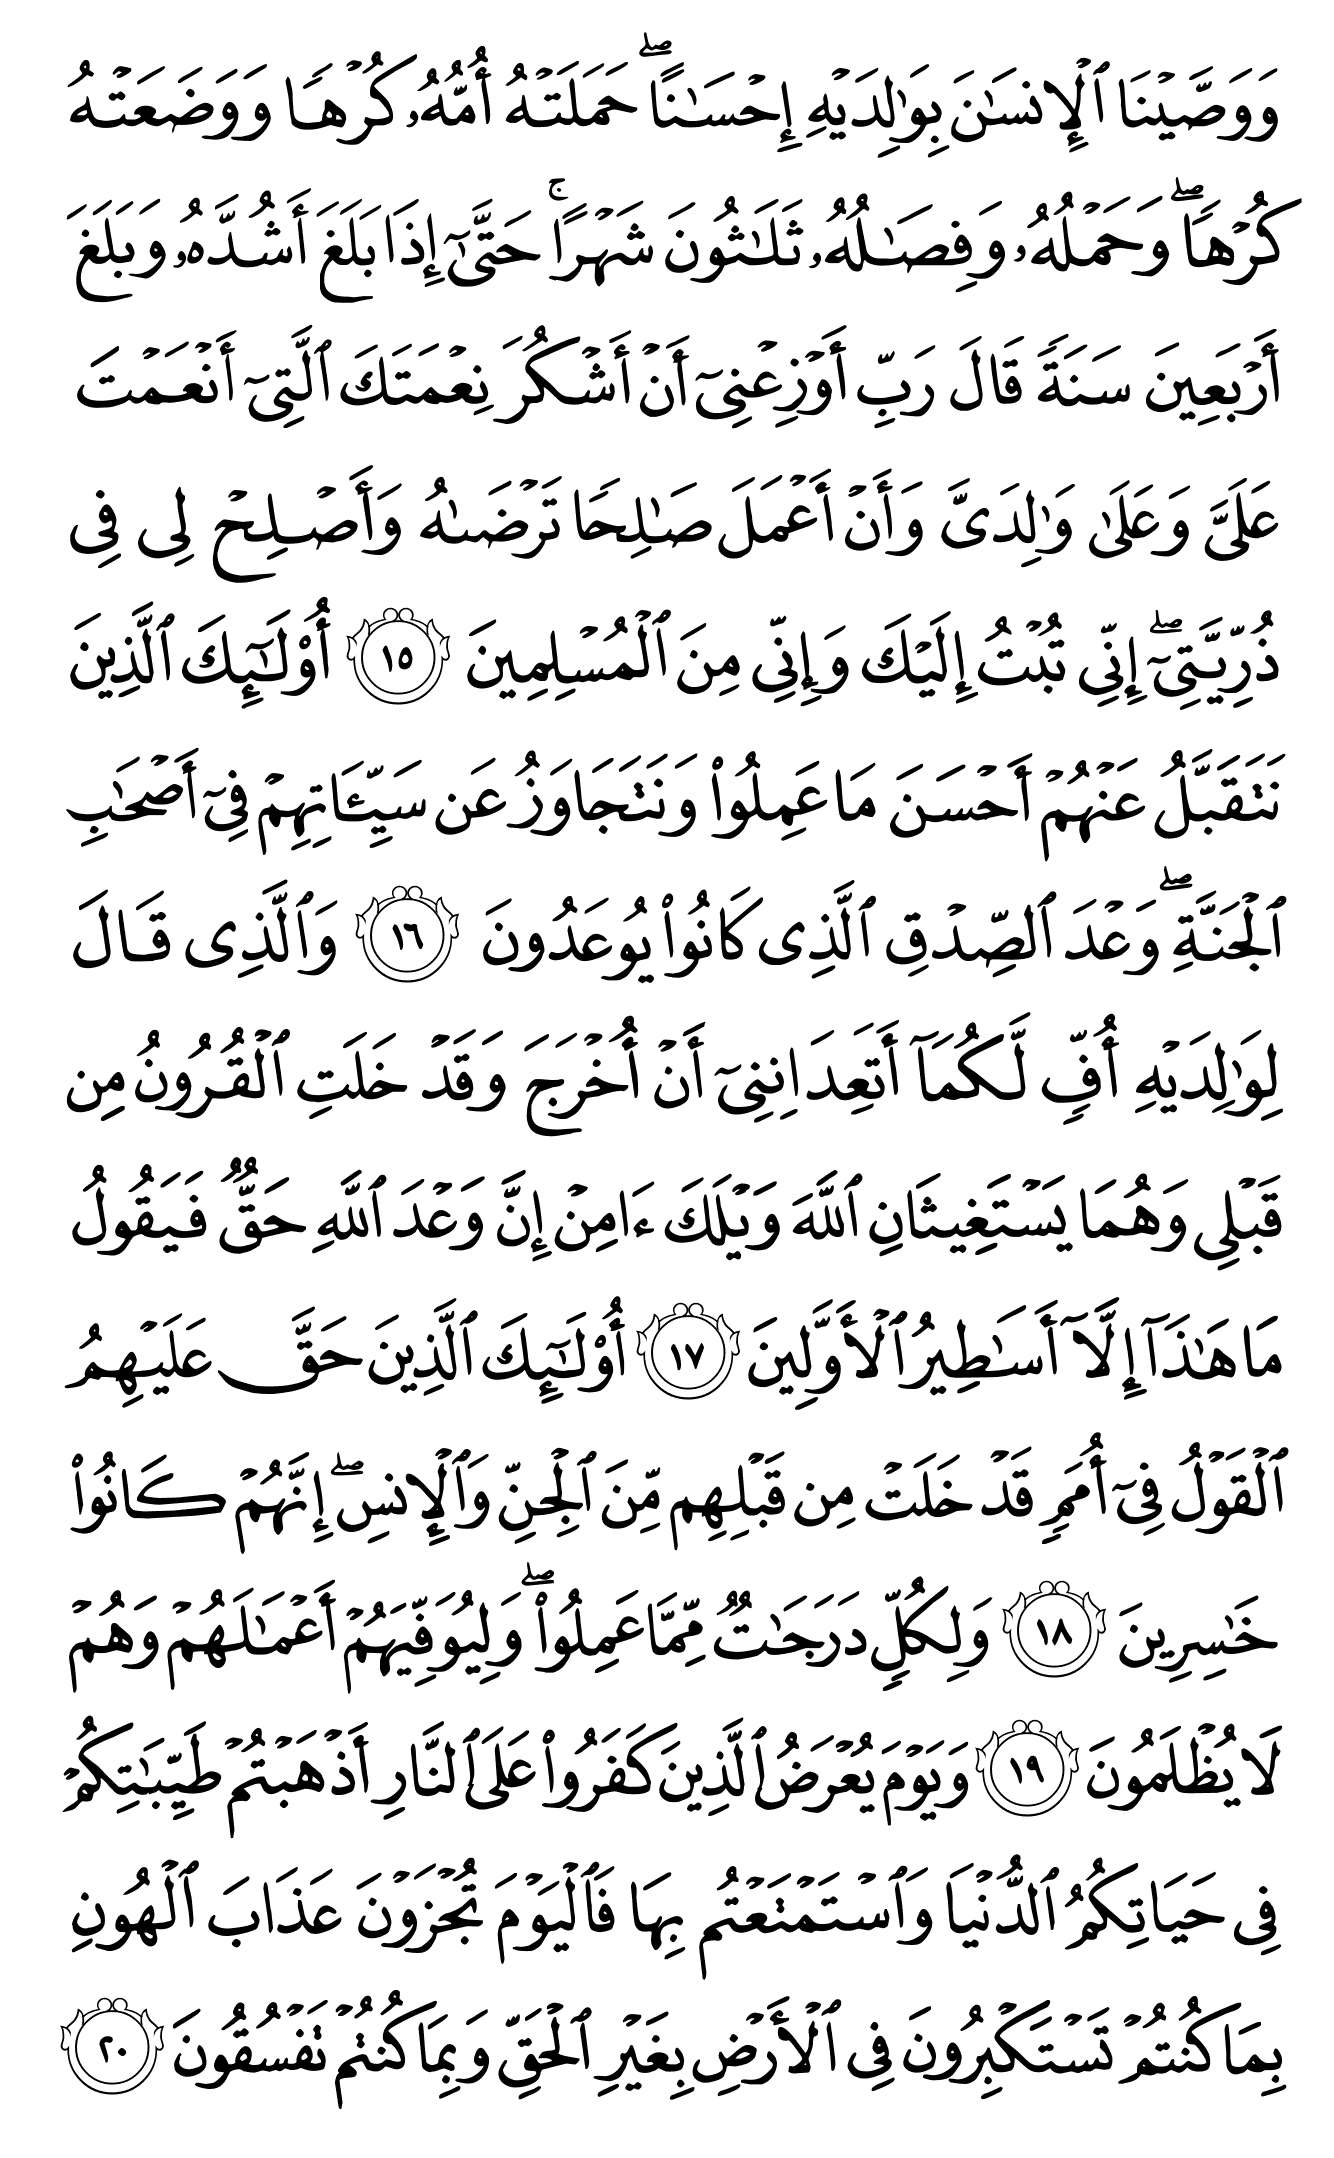 وَوَصَّيْنَا ٱلْإِنسَٰنَ بِوَٰلِدَيْهِ إِحْسَٰنًا ۖ حَمَلَتْهُ أُمُّهُۥ كُرْهًا وَوَضَعَتْهُ
كُرْهًا ۖ وَحَمْلُهُۥ وَفِصَٰلُهُۥ ثَلَٰثُونَ شَهْرًا ۚ حَتَّىٰٓ إِذَا بَلَغَ أَشُدَّهُۥ وَبَلَغَ
أَرْبَعِينَ سَنَةً قَالَ رَبِّ أَوْزِعْنِىٓ أَنْ أَشْكُرَ نِعْمَتَكَ ٱلَّتِىٓ أَنْعَمْتَ
عَلَىَّ وَعَلَىٰ وَٰلِدَىَّ وَأَنْ أَعْمَلَ صَٰلِحًا تَرْضَىٰهُ وَأَصْلِحْ لِى فِى
ذُرِّيَّتِىٓ ۖ إِنِّى تُبْتُ إِلَيْكَ وَإِنِّى مِنَ ٱلْمُسْلِمِينَ ١٥ أُو۟لَٰٓئِكَ ٱلَّذِينَ
نَتَقَبَّلُ عَنْهُمْ أَحْسَنَ مَا عَمِلُوا۟ وَنَتَجَاوَزُ عَن سَيِّـَٔاتِهِمْ فِىٓ أَصْحَٰبِ
ٱلْجَنَّةِ ۖ وَعْدَ ٱلصِّدْقِ ٱلَّذِى كَانُوا۟ يُوعَدُونَ ١٦ وَٱلَّذِى قَالَ
لِوَٰلِدَيْهِ أُفٍّ لَّكُمَآ أَتَعِدَانِنِىٓ أَنْ أُخْرَجَ وَقَدْ خَلَتِ ٱلْقُرُونُ مِن
قَبْلِى وَهُمَا يَسْتَغِيثَانِ ٱللَّهَ وَيْلَكَ ءَامِنْ إِنَّ وَعْدَ ٱللَّهِ حَقٌّ فَيَقُولُ
مَا هَٰذَآ إِلَّآ أَسَٰطِيرُ ٱلْأَوَّلِينَ ١٧ أُو۟لَٰٓئِكَ ٱلَّذِينَ حَقَّ عَلَيْهِمُ
ٱلْقَوْلُ فِىٓ أُمَمٍ قَدْ خَلَتْ مِن قَبْلِهِم مِّنَ ٱلْجِنِّ وَٱلْإِنسِ ۖ إِنَّهُمْ كَانُوا۟
خَٰسِرِينَ ١٨ وَلِكُلٍّ دَرَجَٰتٌ مِّمَّا عَمِلُوا۟ ۖ وَلِيُوَفِّيَهُمْ أَعْمَٰلَهُمْ وَهُمْ
لَا يُظْلَمُونَ ١٩ وَيَوْمَ يُعْرَضُ ٱلَّذِينَ كَفَرُوا۟ عَلَى ٱلنَّارِ أَذْهَبْتُمْ طَيِّبَٰتِكُمْ
فِى حَيَاتِكُمُ ٱلدُّنْيَا وَٱسْتَمْتَعْتُم بِهَا فَٱلْيَوْمَ تُجْزَوْنَ عَذَابَ ٱلْهُونِ
بِمَا كُنتُمْ تَسْتَكْبِرُونَ فِى ٱلْأَرْضِ بِغَيْرِ ٱلْحَقِّ وَبِمَا كُنتُمْ تَفْسُقُونَ ٢٠